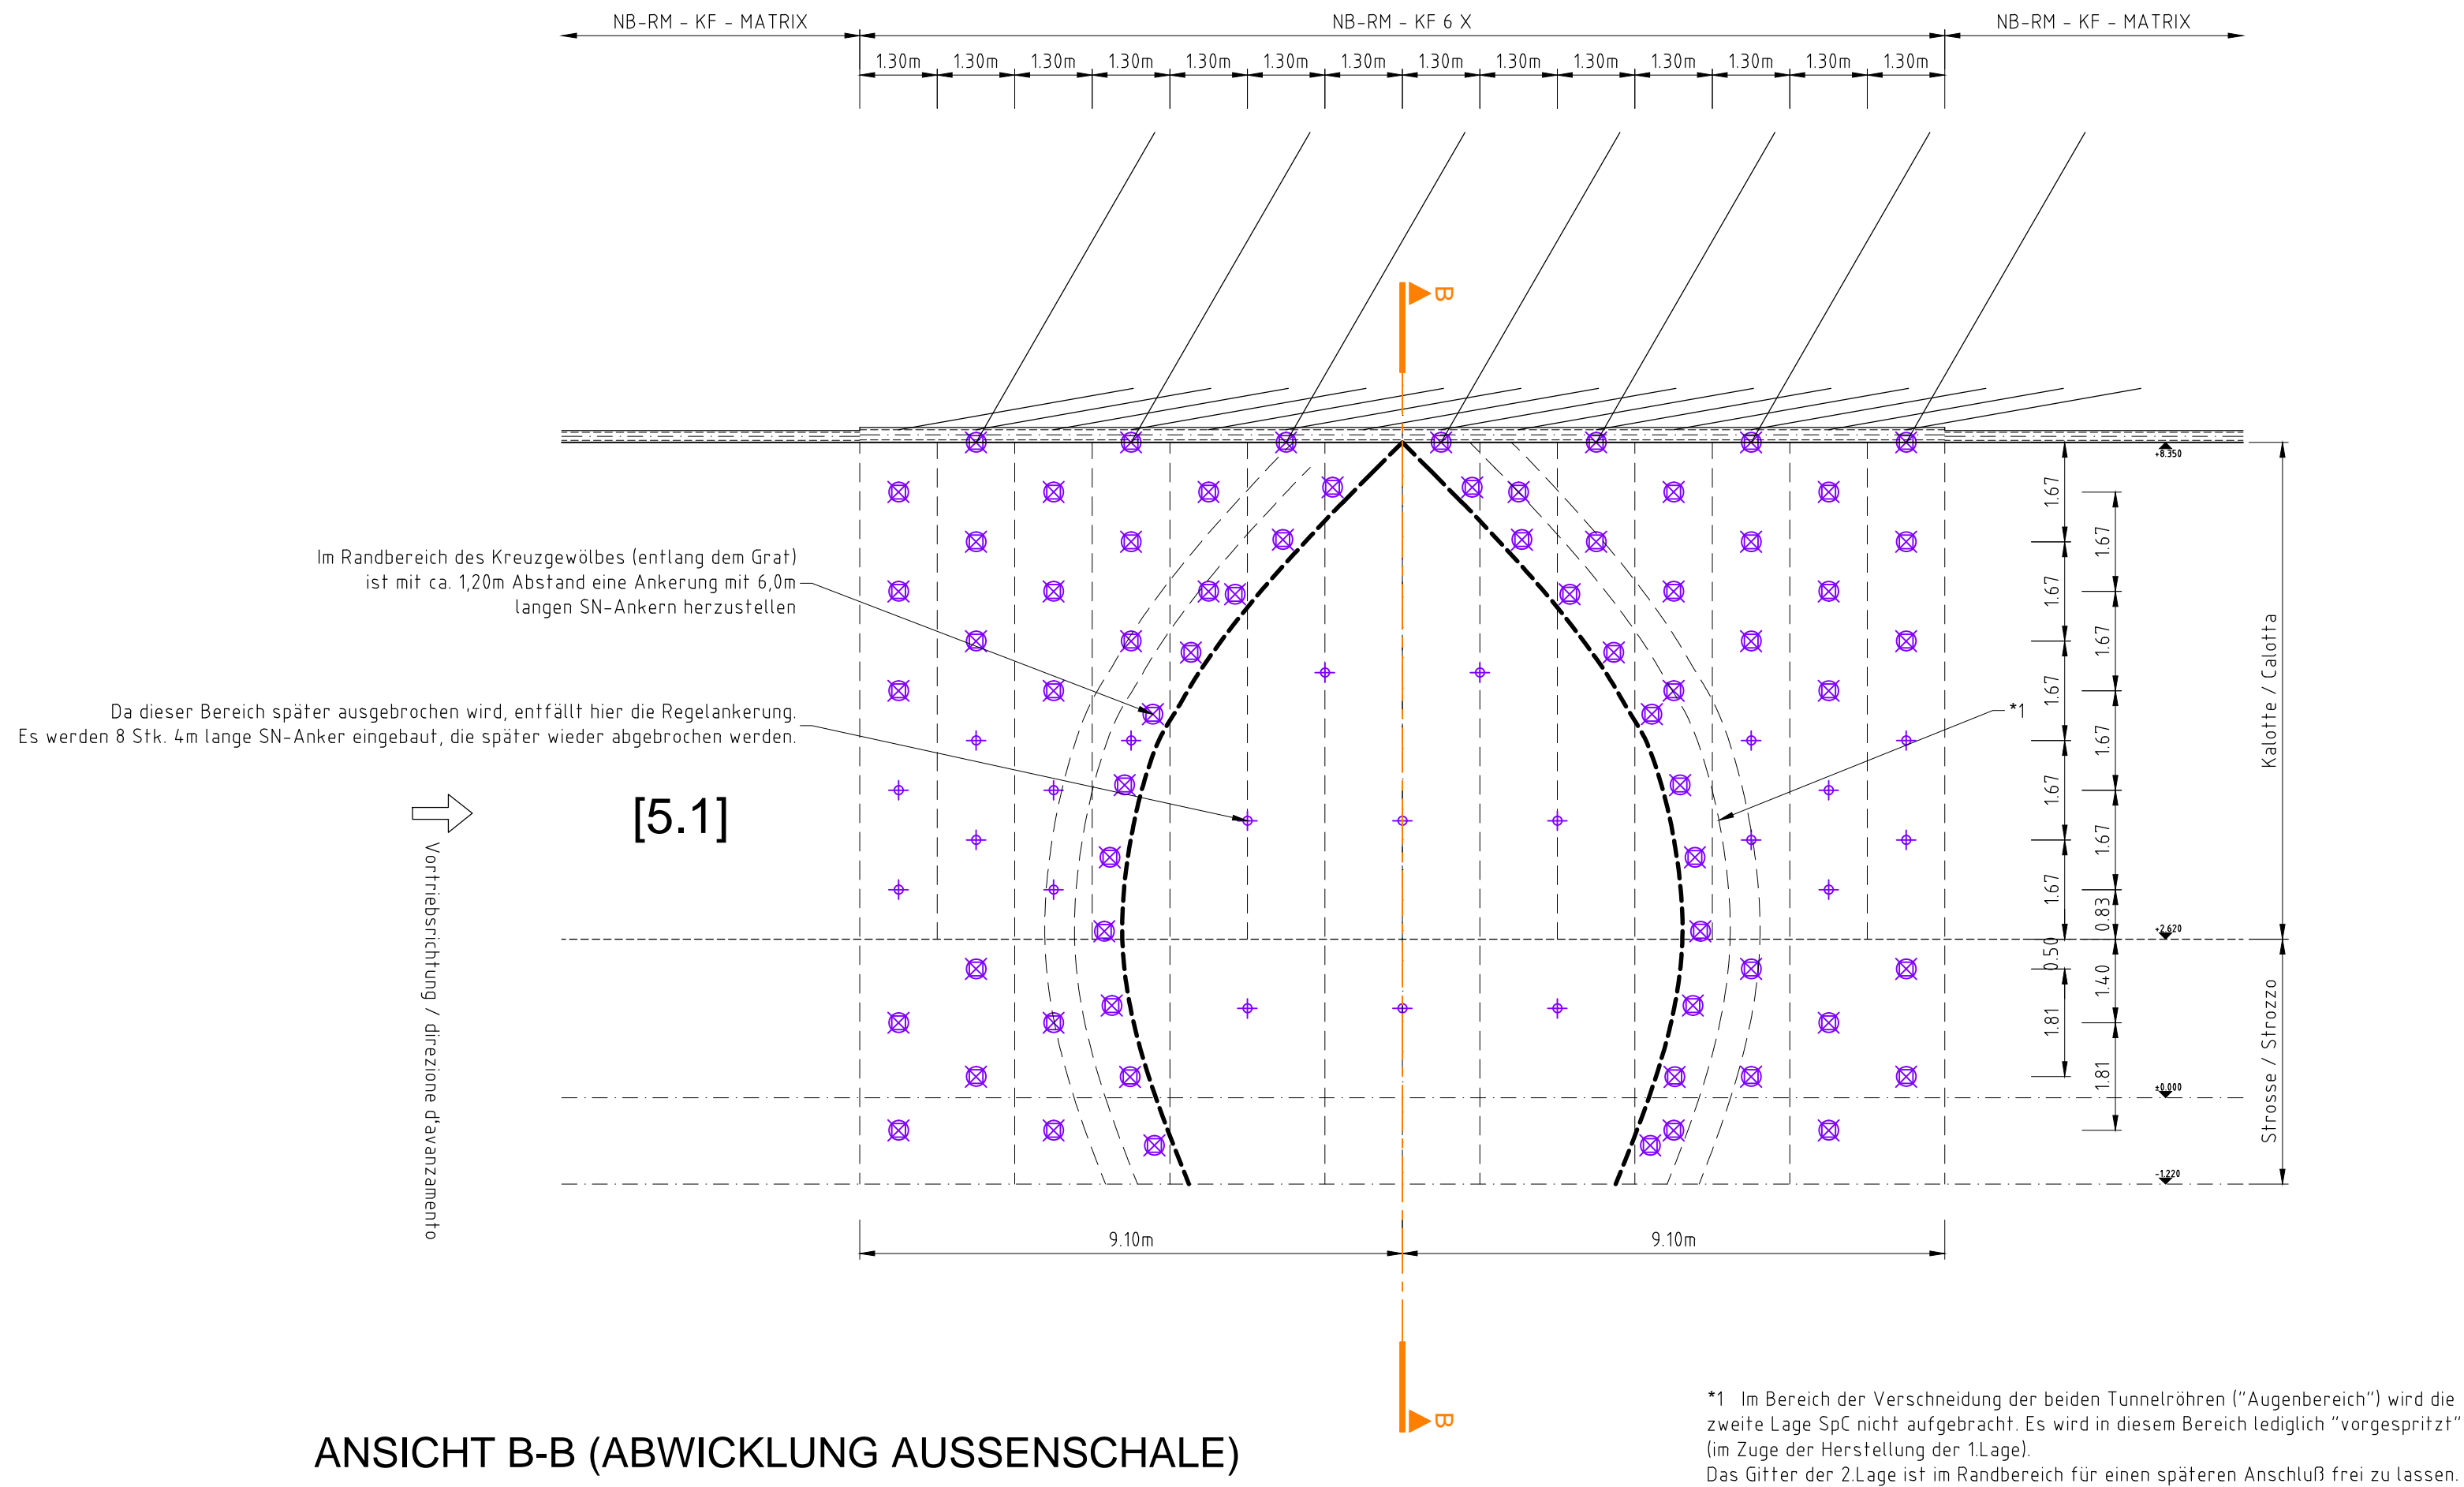 NB-RM - KF - MATRIX
NB-RM - KF 6 X
NB-RM - KF - MATRIX
1.30m 1.30m 1.30m 1.30m 1.30m 1.30m 1.30m 1.30m 1.30m 1.30m 1.30m 1.30m 1.30m 1.30m
B
+8.350
1.67
1.67
1.67
1.67
1.67
1.67
1.67
1.67
1.67
0.83
Kalotte / Calotta
Im Randbereich des Kreuzgewölbes (entlang dem Grat)
ist mit ca. 1,20m Abstand eine Ankerung mit 6,0m
langen SN-Ankern herzustellen
Da dieser Bereich später ausgebrochen wird, entfällt hier die Regelankerung.
Es werden 8 Stk. 4m lange SN-Anker eingebaut, die später wieder abgebrochen werden.
*1
[5.1]
Vortriebsrichtung / direzione d'avanzamento
+2.620
0.50
1.40
1.81
1.81
±0.000
-1.220
Strosse / Strozzo
9.10m
9.10m
B
ANSICHT B-B (ABWICKLUNG AUSSENSCHALE)
*1 Im Bereich der Verschneidung der beiden Tunnelröhren ("Augenbereich") wird die
zweite Lage SpC nicht aufgebracht. Es wird in diesem Bereich lediglich "vorgespritzt"
(im Zuge der Herstellung der 1.Lage).
Das Gitter der 2.Lage ist im Randbereich für einen späteren Anschluß frei zu lassen.